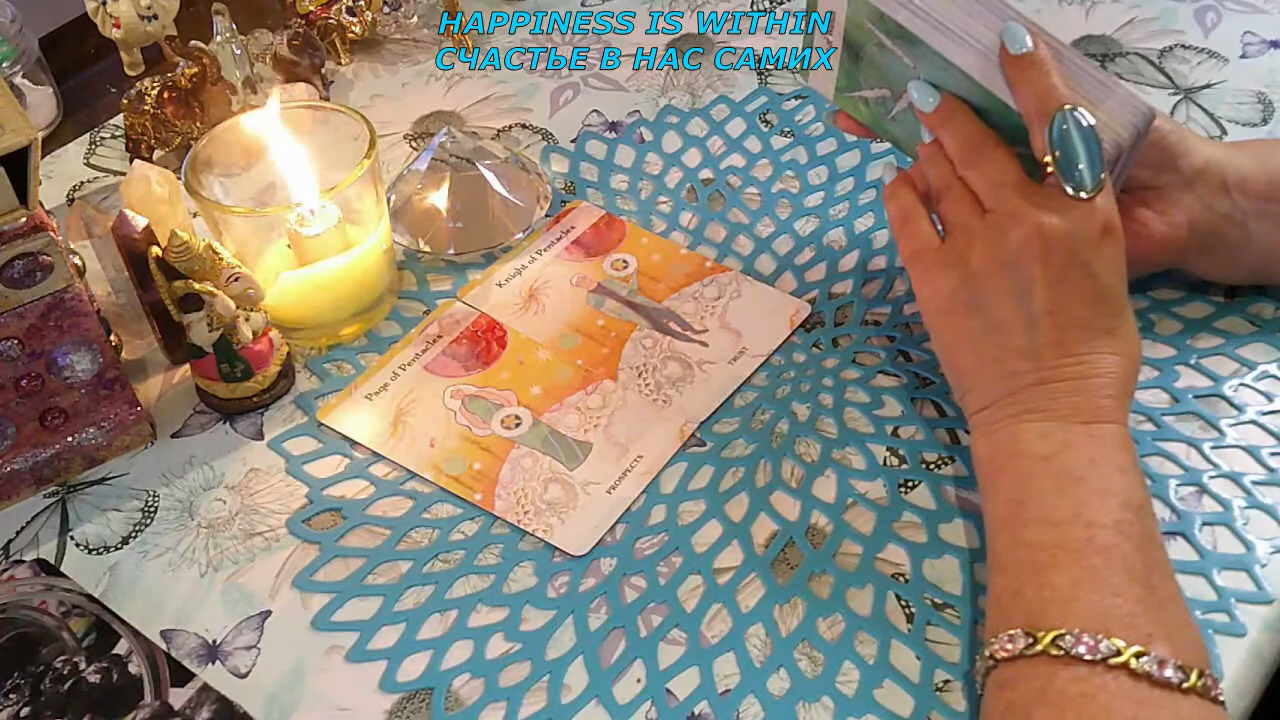 HAPPINESS IS WITHIN
СЧАСТЬЕ В НАС САМИХ
Knight of Pentacles
TRUST
Page of Pentacles
PROSPECTS